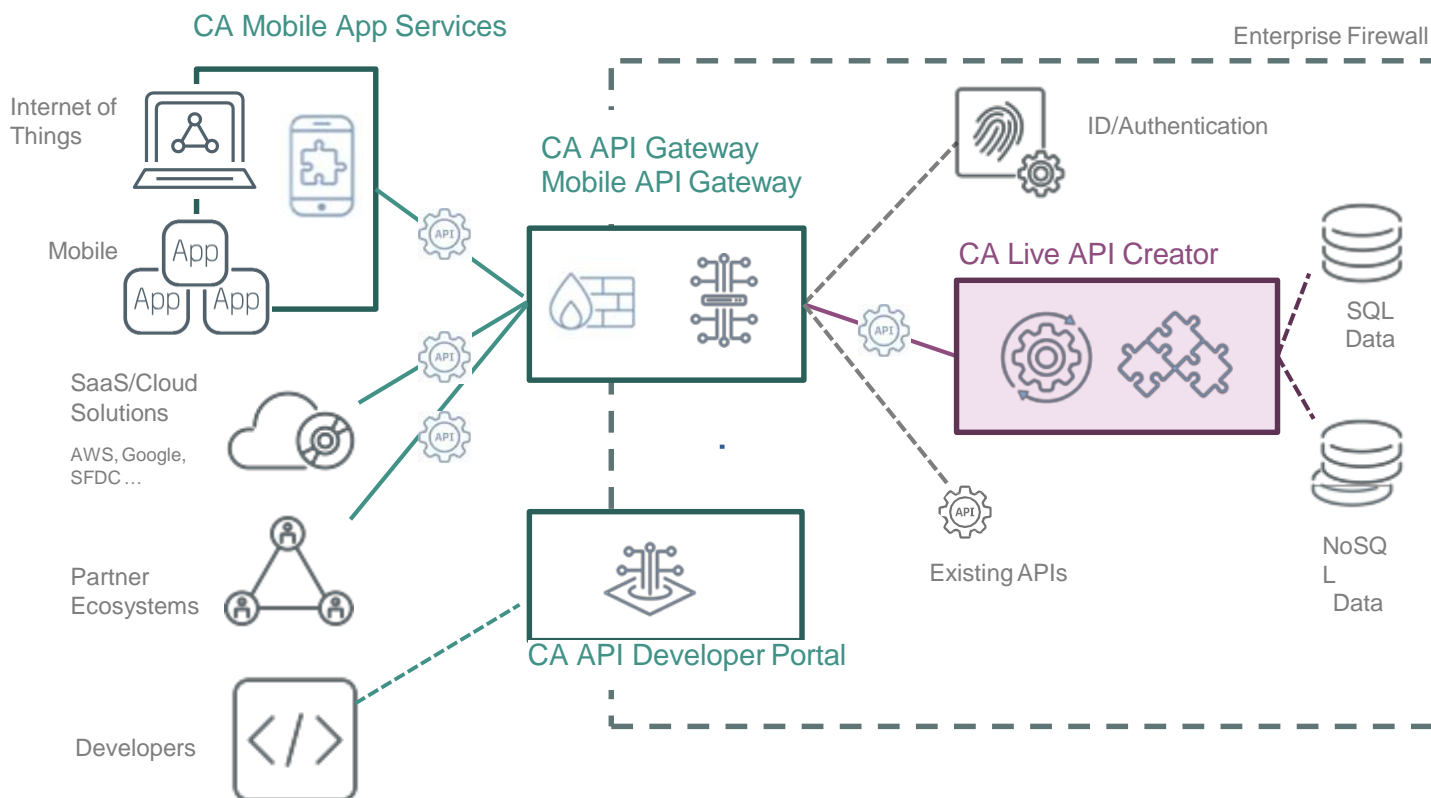 CA Mobile App Services
Enterprise Firewall
Internet of
Things
CA API Gateway
Mobile API Gateway
ID/Authentication
API
Mobile
App
App
App
CA Live API Creator
API
SQL
Data
API
SaaS/Cloud
Solutions
AWS, Google,
SFDC ...
API
API
Existing APIs
NoSQ
L
Data
Partner
Ecosystems
CA API Developer Portal
</>
Developers